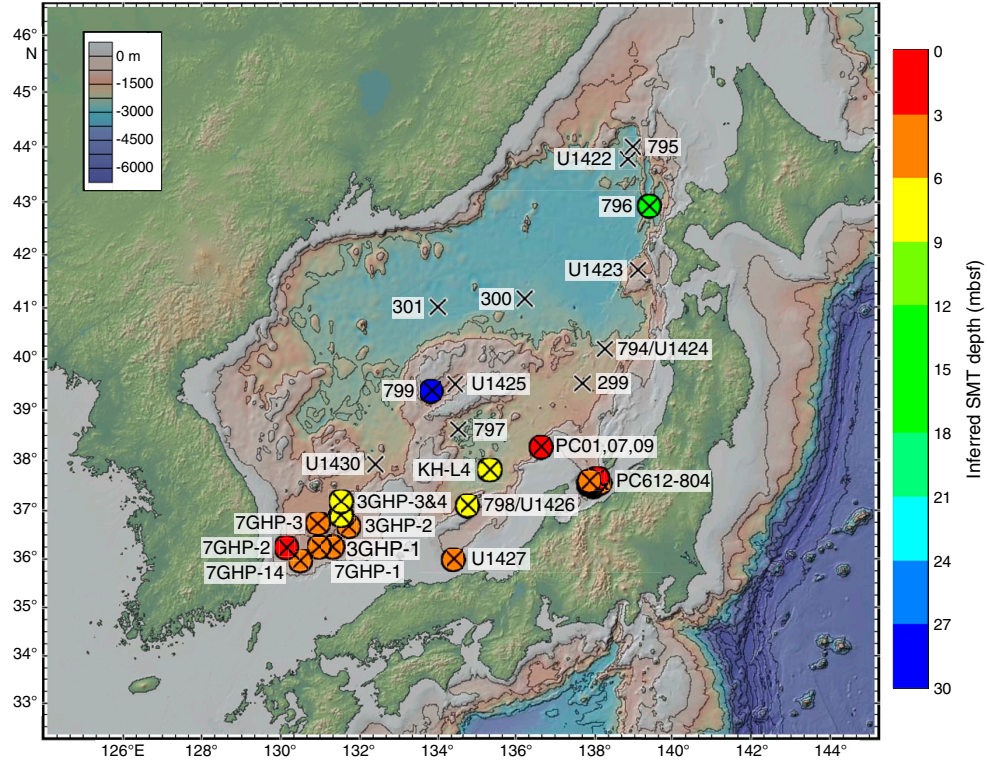 46°
N
45°
44°
43°
42°
41°
40°
39°
38°
37°
36°
35°
34°
33°
0 m
-1500
-3000
-4500
-6000
795
U1422
796
U1423
301
300
794/U1424
799
U1425
299
797
PC01,07,09
U1430
KH-L4
PC612-804
3GHP-3&4
798/U1426
7GHP-3
3GHP-2
7GHP-2
3GHP-1
U1427
7GHP-14
7GHP-1
126°E
128°
130°
132°
134°
136°
138°
140°
142°
144°
0
3
6
9
12
15
18
21
24
27
30
Inferred SMT depth (mbsf)